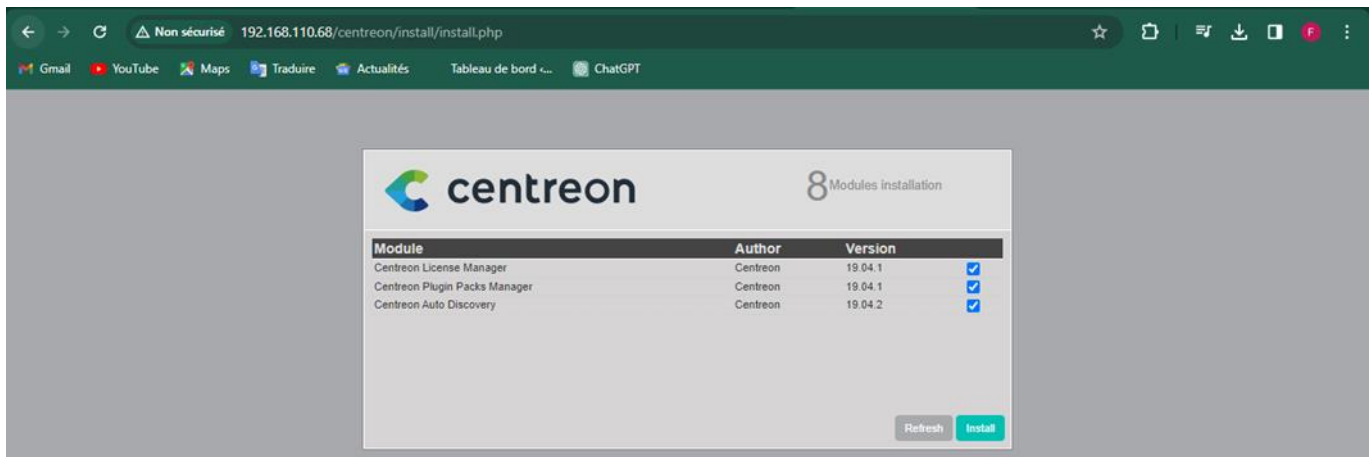 Non sécurisé 192.168.110.68/centreon/install/install.php F
Gmail YouTube Maps Traduire Actualités Tableau de bord ‹... ChatGPT
centreon 8 Modules installation
Module Author Version
Centreon License Manager Centreon 19.04.1
Centreon Plugin Packs Manager Centreon 19.04.1
Centreon Auto Discovery Centreon 19.04.2
Refresh Install